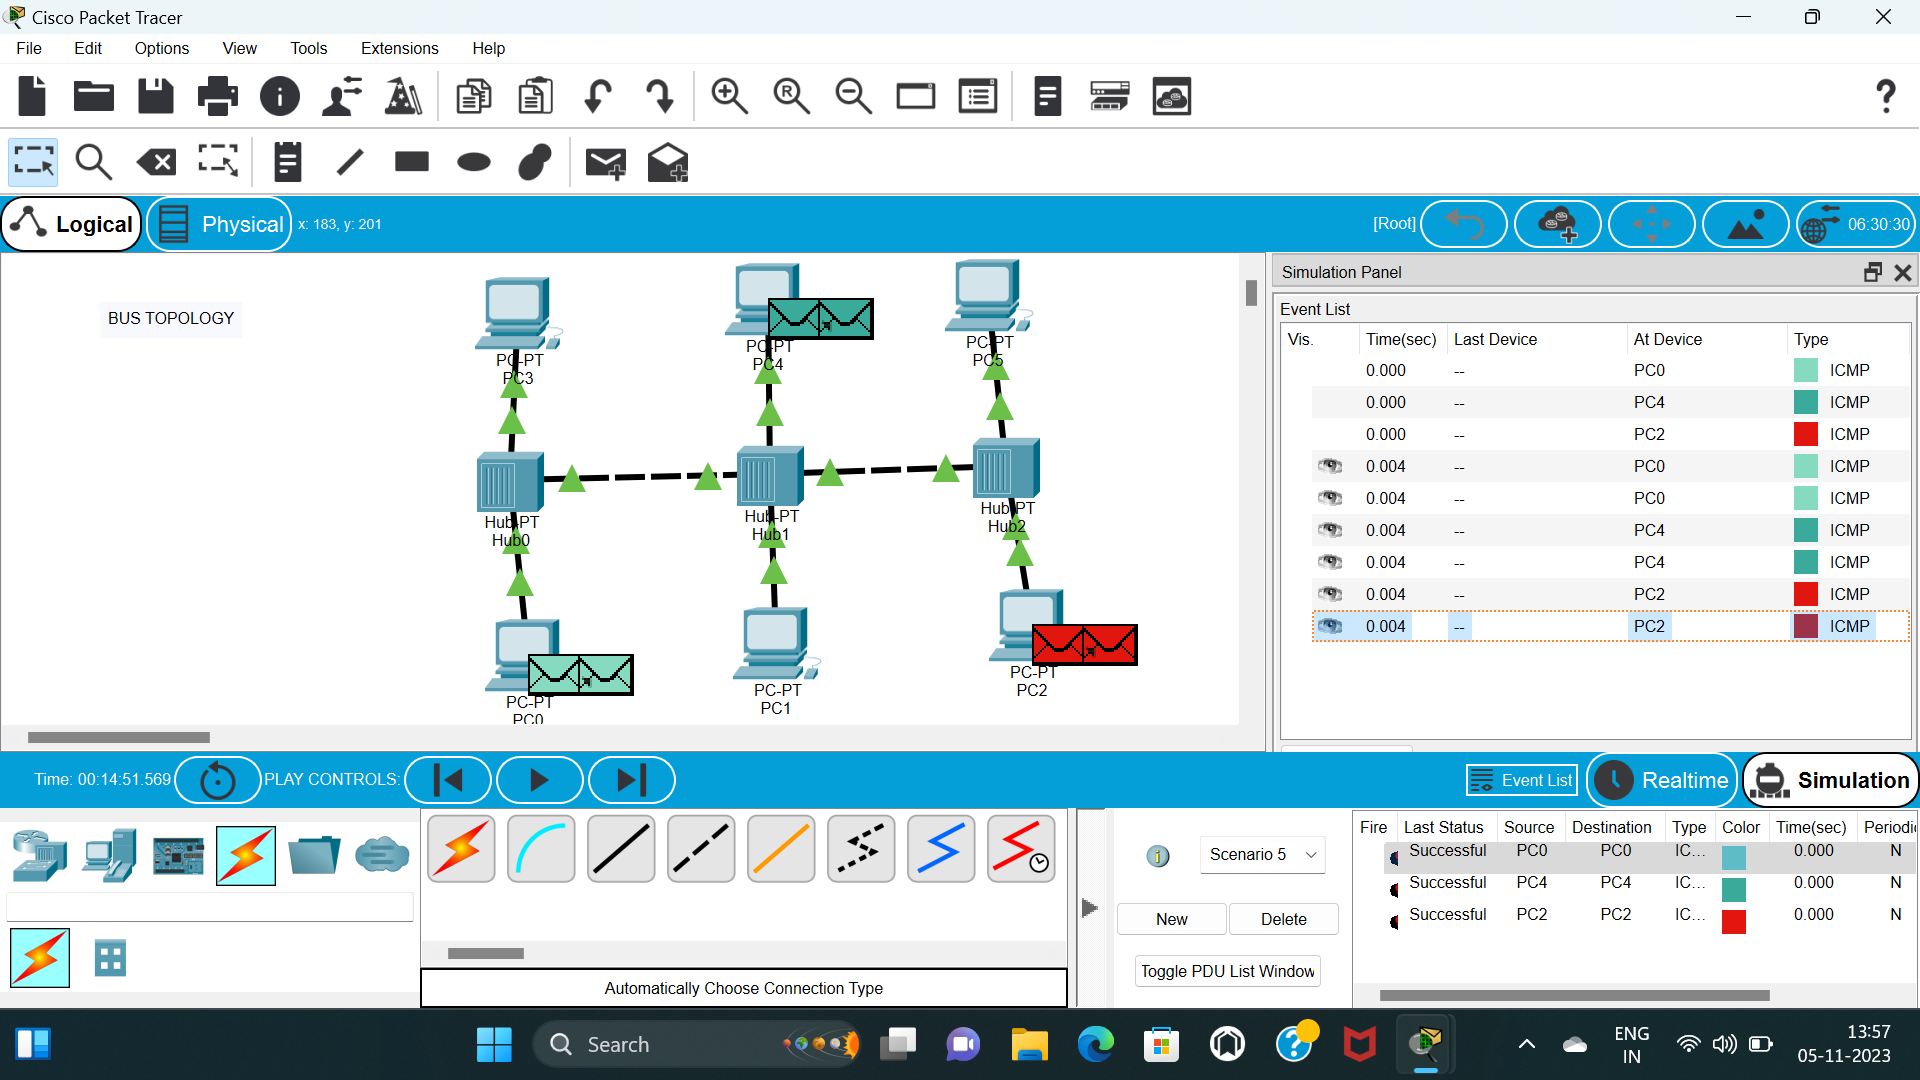 Cisco Packet Tracer
File Edit Options View Tools Extensions Help
Logical Physical x: 183, y: 201 [Root] 06:30:30
BUS TOPOLOGY
PC-PT
PC3
PC-PT
PC4
PC-PT
PC5
Hub-PT
Hub0
Hub-PT
Hub1
Hub-PT
Hub2
PC-PT
PC0
PC-PT
PC1
PC-PT
PC2
Simulation Panel
Event List
Vis. Time(sec) Last Device At Device Type
0.000 -- PC0 ICMP
0.000 -- PC4 ICMP
0.000 -- PC2 ICMP
0.004 -- PC0 ICMP
0.004 -- PC0 ICMP
0.004 -- PC4 ICMP
0.004 -- PC4 ICMP
0.004 -- PC2 ICMP
0.004 -- PC2 ICMP
Time: 00:14:51.569 PLAY CONTROLS: Event List Realtime Simulation
Automatically Choose Connection Type
Scenario 5
New Delete
Toggle PDU List Window
Fire Last Status Source Destination Type Color Time(sec) Periodic
Successful PC0 PC0 IC... 0.000 N
Successful PC4 PC4 IC... 0.000 N
Successful PC2 PC2 IC... 0.000 N
Search
ENG
IN
13:57
05-11-2023